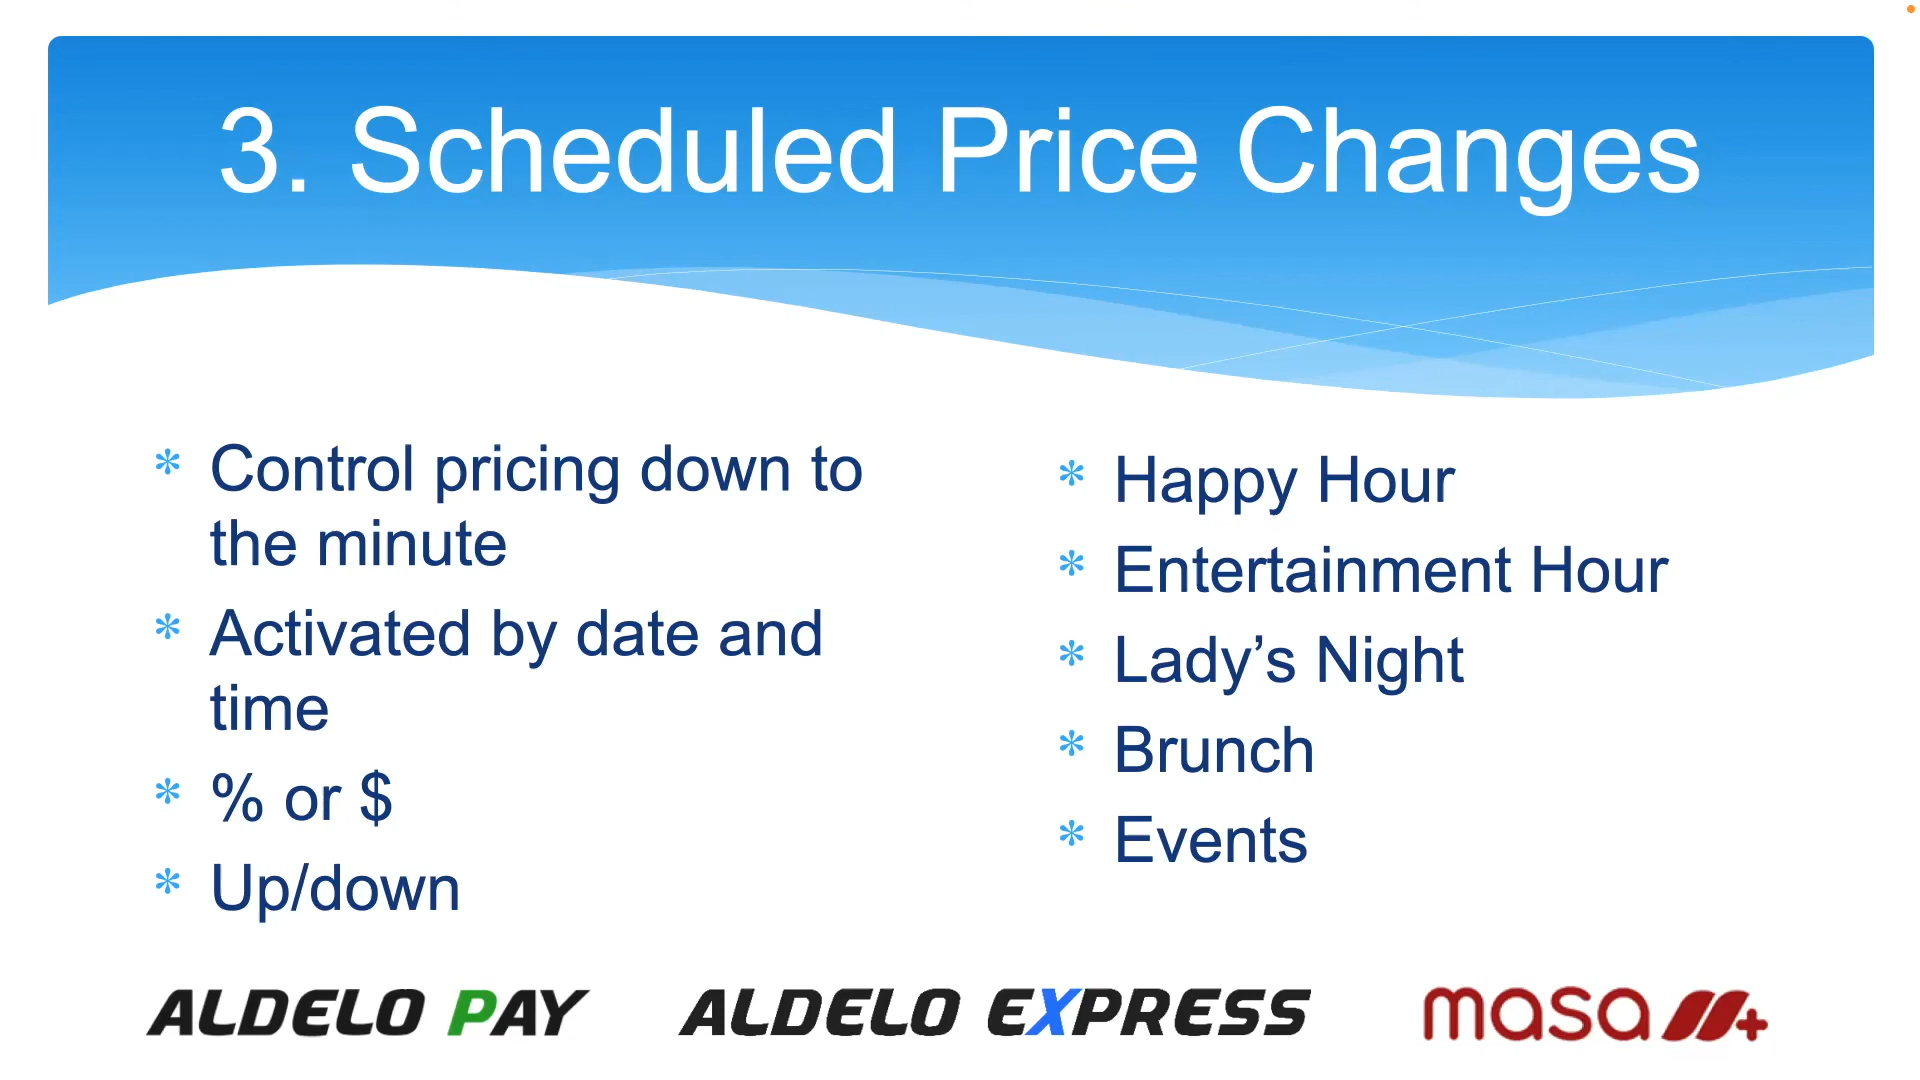 3. Scheduled Price Changes
* Control pricing down to
the minute
* Activated by date and
time
* % or $
* Up/down
* Happy Hour
* Entertainment Hour
* Lady’s Night
* Brunch
* Events
ALDELO PAY
ALDELO EXPRESS
masa